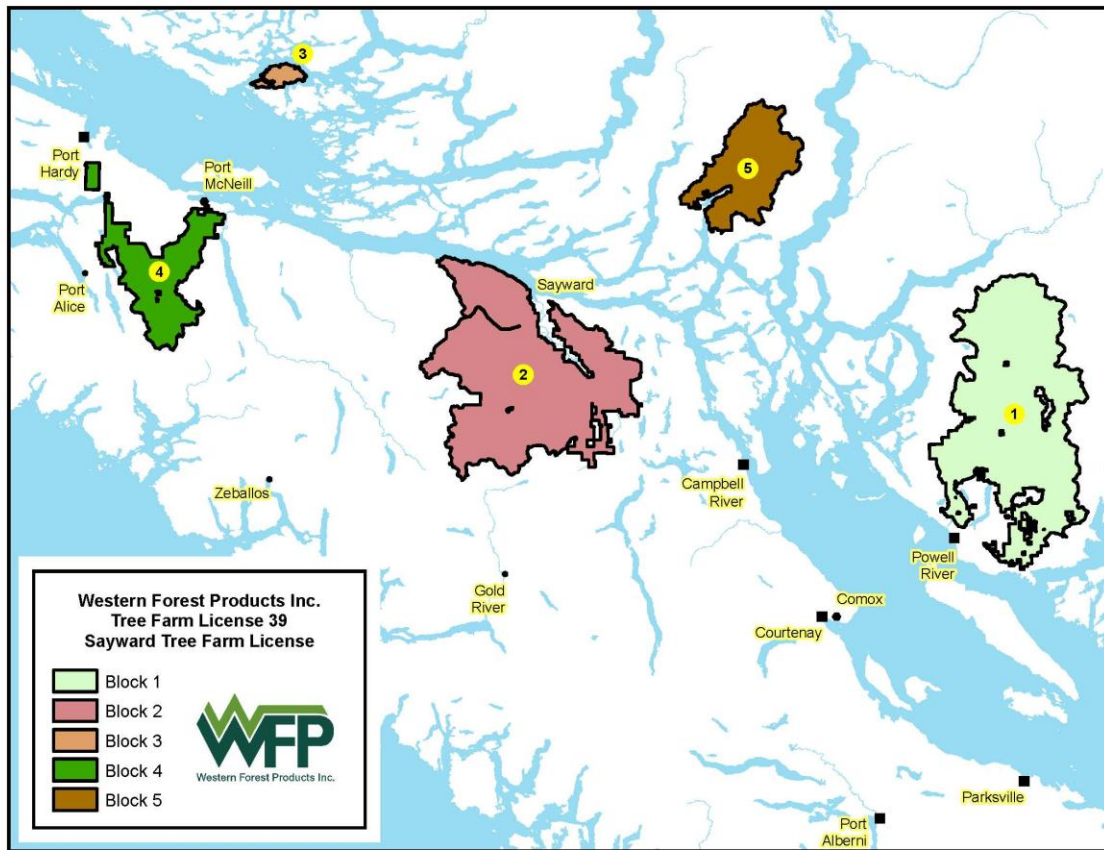 3
Port
Hardy
Port
McNeill
5
4
Port
Alice
Sayward
2
1
Zeballos
Campbell
River
Powell
River
Gold
River
Comox
Courtenay
Parksville
Port
Alberni
Western Forest Products Inc.
Tree Farm License 39
Sayward Tree Farm License
Block 1
Block 2
Block 3
Block 4
Block 5
WFP
Western Forest Products Inc.